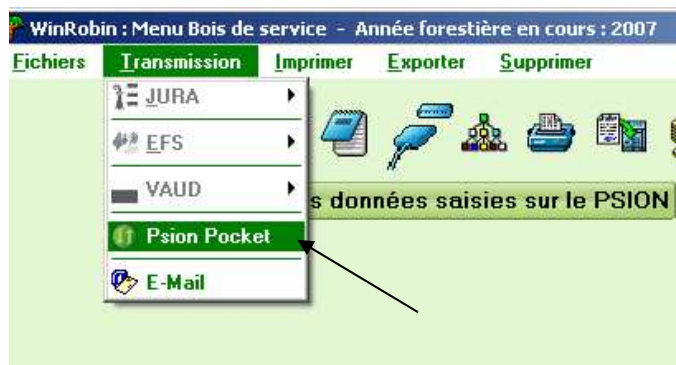 WinRobin : Menu Bois de service - Année forestière en cours : 2007
Fichiers Transmission Imprimer Exporter Supprimer
JURA
EFS
VAUD
s données saisies sur le PSION
Psion Pocket
E-Mail